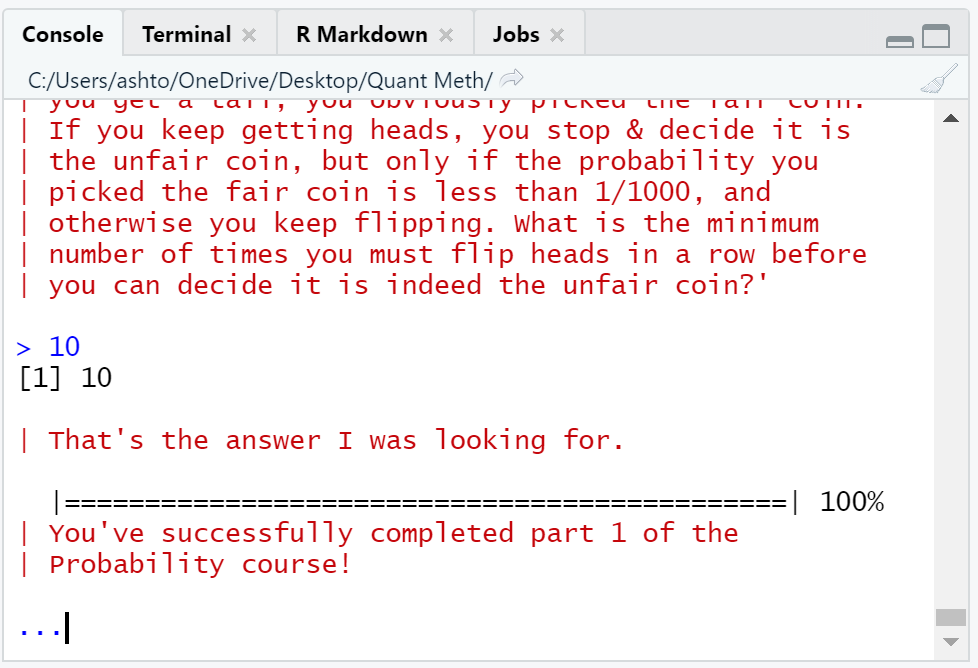 Console Terminal R Markdown Jobs
C:/Users/ashto/OneDrive/Desktop/Quant Meth/
| you get a tail, you obviously picked the fair coin.
| If you keep getting heads, you stop & decide it is
| the unfair coin, but only if the probability you
| picked the fair coin is less than 1/1000, and
| otherwise you keep flipping. What is the minimum
| number of times you must flip heads in a row before
| you can decide it is indeed the unfair coin?'
> 10
[1] 10
| That's the answer I was looking for.
|=============================================| 100%
| You've successfully completed part 1 of the
| Probability course!
...